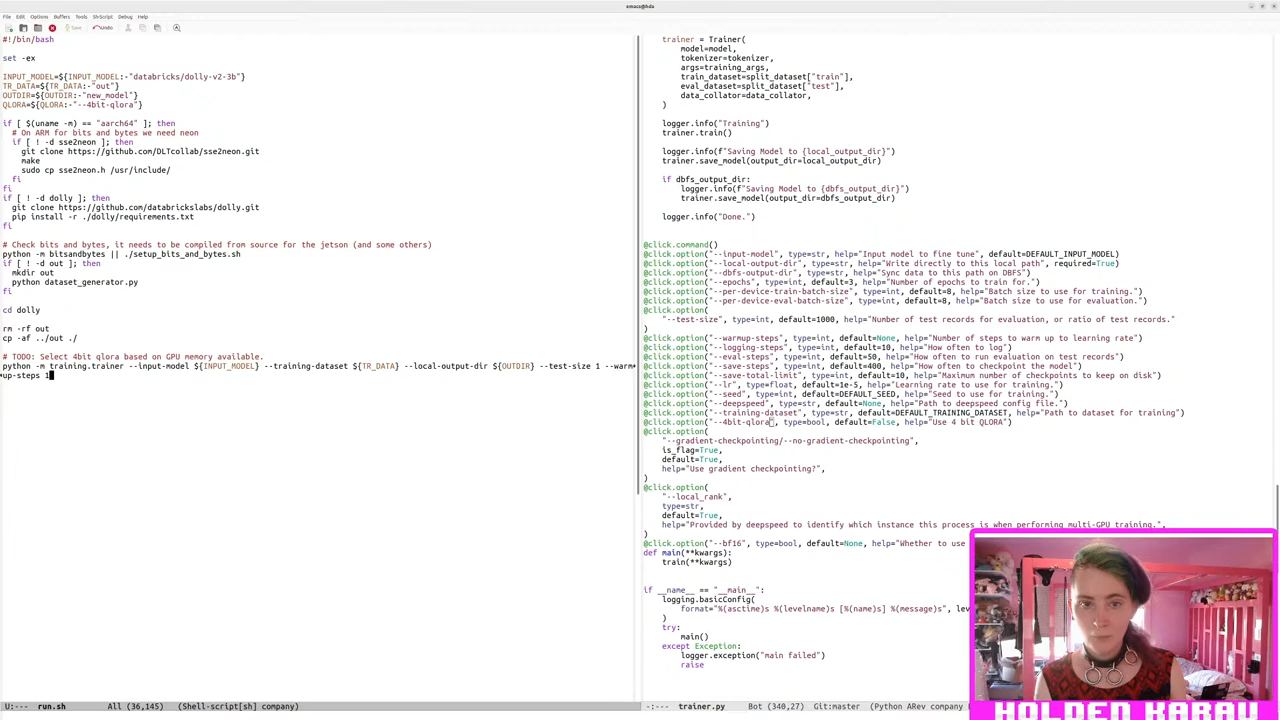 emacs@hda
File Edit Options Buffers Tools ShScript Debug Help
Save Undo
#!/bin/bash
set -ex
INPUT_MODEL=${INPUT_MODEL:-"databricks/dolly-v2-3b"}
TR_DATA=${TR_DATA:-"out"}
OUTDIR=${OUTDIR:-"new_model"}
QLORA=${QLORA:-"--4bit-qlora"}
if [ $(uname -m) == "aarch64" ]; then
# On ARM for bits and bytes we need neon
if [ ! -d sse2neon ]; then
git clone https://github.com/DLTcollab/sse2neon.git
make
sudo cp sse2neon.h /usr/include/
fi
fi
if [ ! -d dolly ]; then
git clone https://github.com/databrickslabs/dolly.git
pip install -r ./dolly/requirements.txt
fi
# Check bits and bytes, it needs to be compiled from source for the jetson (and some others)
python -m bitsandbytes || ./setup_bits_and_bytes.sh
if [ ! -d out ]; then
mkdir out
python dataset_generator.py
fi
cd dolly
rm -rf out
cp -af ../out ./
# TODO: Select 4bit qlora based on GPU memory available.
python -m training.trainer --input-model ${INPUT_MODEL} --training-dataset ${TR_DATA} --local-output-dir ${OUTDIR} --test-size 1 --warm
up-steps 1
U:--- run.sh All (36,145) (Shell-script[sh] company)
trainer = Trainer(
model=model,
tokenizer=tokenizer,
args=training_args,
train_dataset=split_dataset["train"],
eval_dataset=split_dataset["test"],
data_collator=data_collator,
)
logger.info("Training")
trainer.train()
logger.info(f"Saving Model to {local_output_dir}")
trainer.save_model(output_dir=local_output_dir)
if dbfs_output_dir:
logger.info(f"Saving Model to {dbfs_output_dir}")
trainer.save_model(output_dir=dbfs_output_dir)
logger.info("Done.")
@click.command()
@click.option("--input-model", type=str, help="Input model to fine tune", default=DEFAULT_INPUT_MODEL)
@click.option("--local-output-dir", type=str, help="Write directly to this local path", required=True)
@click.option("--dbfs-output-dir", type=str, help="Sync data to this path on DBFS")
@click.option("--epochs", type=int, default=3, help="Number of epochs to train for.")
@click.option("--per-device-train-batch-size", type=int, default=8, help="Batch size to use for training.")
@click.option("--per-device-eval-batch-size", type=int, default=8, help="Batch size to use for evaluation.")
@click.option(
"--test-size", type=int, default=1000, help="Number of test records for evaluation, or ratio of test records."
)
@click.option("--warmup-steps", type=int, default=None, help="Number of steps to warm up to learning rate")
@click.option("--logging-steps", type=int, default=10, help="How often to log")
@click.option("--eval-steps", type=int, default=50, help="How often to run evaluation on test records")
@click.option("--save-steps", type=int, default=400, help="How often to checkpoint the model")
@click.option("--save-total-limit", type=int, default=10, help="Maximum number of checkpoints to keep on disk")
@click.option("--lr", type=float, default=1e-5, help="Learning rate to use for training.")
@click.option("--seed", type=int, default=DEFAULT_SEED, help="Seed to use for training.")
@click.option("--deepspeed", type=str, default=None, help="Path to deepspeed config file.")
@click.option("--training-dataset", type=str, default=DEFAULT_TRAINING_DATASET, help="Path to dataset for training")
@click.option("--4bit-qlora", type=bool, default=False, help="Use 4 bit QLORA")
@click.option(
"--gradient-checkpointing/--no-gradient-checkpointing",
is_flag=True,
default=True,
help="Use gradient checkpointing?",
)
@click.option(
"--local_rank",
type=str,
default=True,
help="Provided by deepspeed to identify which instance this process is when performing multi-GPU training.",
)
@click.option("--bf16", type=bool, default=None, help="Whether to use
def main(**kwargs):
train(**kwargs)
if __name__ == "__main__":
logging.basicConfig(
format="%(asctime)s %(levelname)s [%(name)s] %(message)s", lev
)
try:
main()
except Exception:
logger.exception("main failed")
raise
-:--- trainer.py Bot (340,27) Git:master (Python ARev company
HOLDEN KARAU